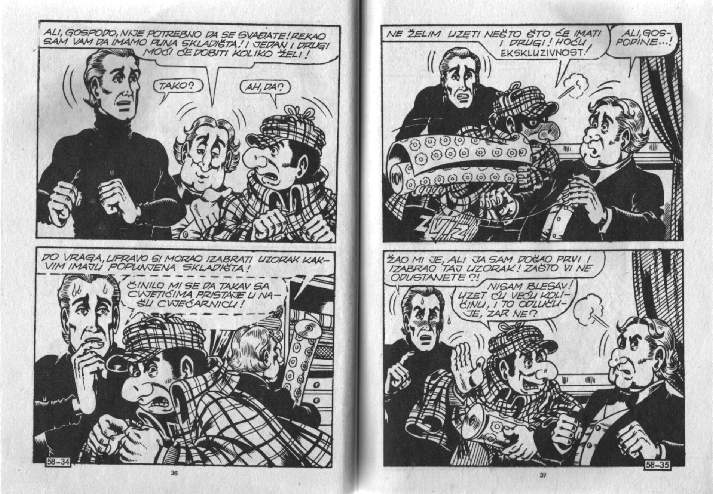 ALI, GOSPODO, NIJE POTREBNO DA SE SVAĐATE! REKAO
SAM VAM DA IMAMO PUNA SKLADIŠTA! I JEDAN I DRUGI
MOĆI ĆE DOBITI KOLIKO ŽELI!
TAKO?
AH, DA?
DO VRAGA, UPRAVO SI MORAO IZABRATI UZORAK KAK-
VIM IMAJU POPUNJENA SKLADIŠTA!
ČINILO MI SE DA TAKAV SA
CVJETIĆIMA PRISTAJE U NA-
ŠU CVJEĆARNICU!
58-34
36
NE ŽELIM UZETI NEŠTO ŠTO ĆE IMATI
I DRUGI! HOĆU
EKSKLUZIVNOST!
ALI, GOS-
PODINE...!
ZVIZ
ŽAO MI JE, ALI JA SAM DOŠAO PRVI I
IZABRAO TAJ UZORAK! ZAŠTO VI NE
ODUSTANETE?!
NISAM BLESAV!
UZET ĆU VEĆU KOLI-
ČINU, I TO ODLUČU-
JE, ZAR NE?
58-35
37